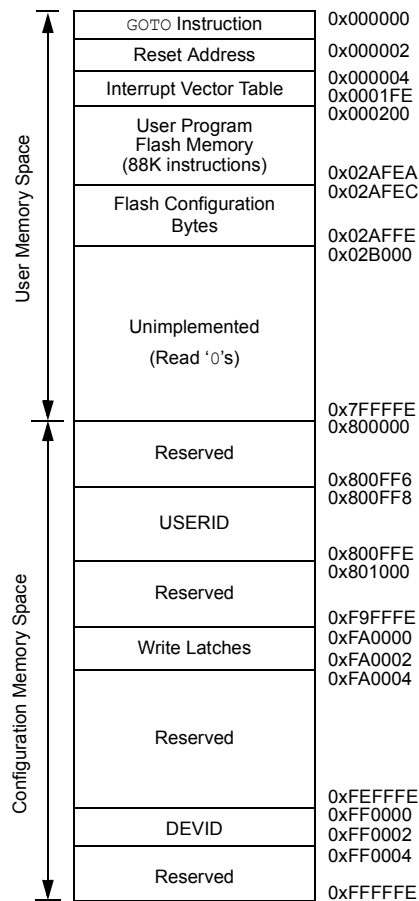 GOTO Instruction
0x000000
Reset Address
0x000002
Interrupt Vector Table
0x000004
0x0001FE
User Program
Flash Memory
(88K instructions)
0x000200
0x02AFEA
Flash Configuration
Bytes
0x02AFEC
0x02AFFE
Unimplemented
(Read ‘0’s)
0x02B000
0x7FFFFE
User Memory Space
Reserved
0x800000
0x800FF6
USERID
0x800FF8
0x800FFE
Reserved
0x801000
0xF9FFFE
Write Latches
0xFA0000
0xFA0002
Reserved
0xFA0004
0xFEFFFE
DEVID
0xFF0000
0xFF0002
Reserved
0xFF0004
0xFFFFFE
Configuration Memory Space